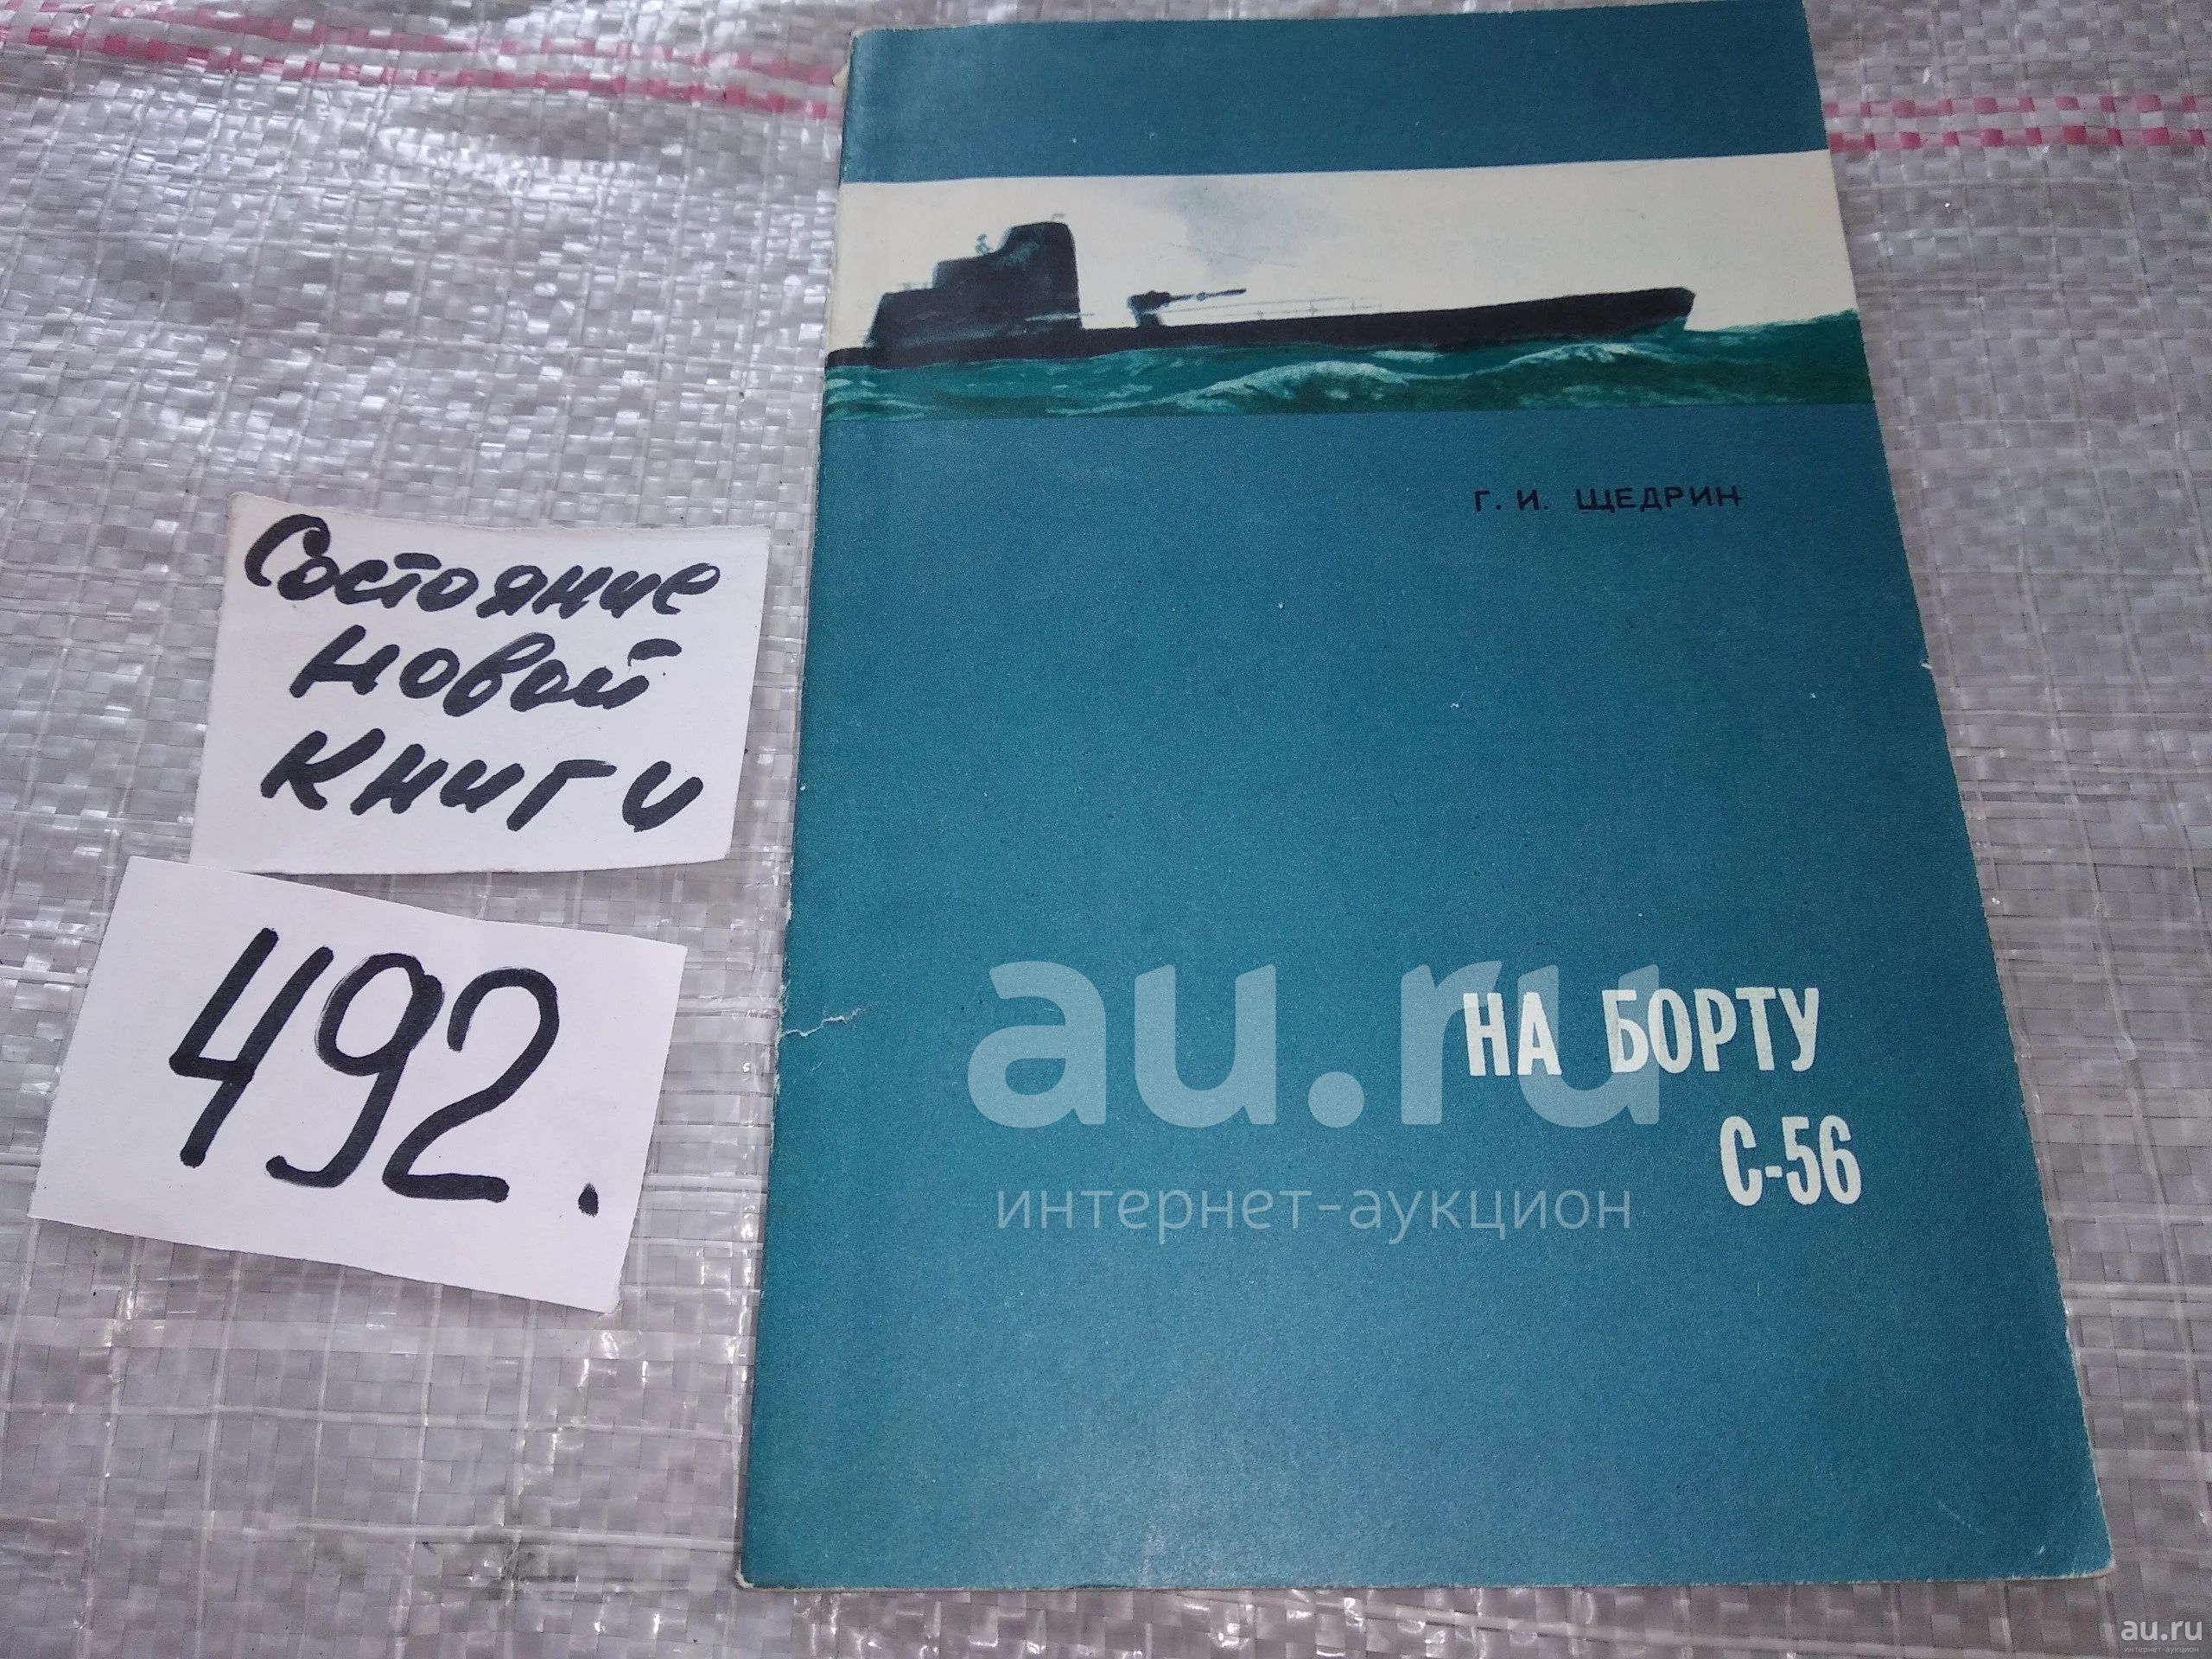 Состояние
новой
книги
492.
Г. И. ЩЕДРИН
НА БОРТУ
С-56
au.ru
интернет-аукцион
au.ru
интернет-аукцион